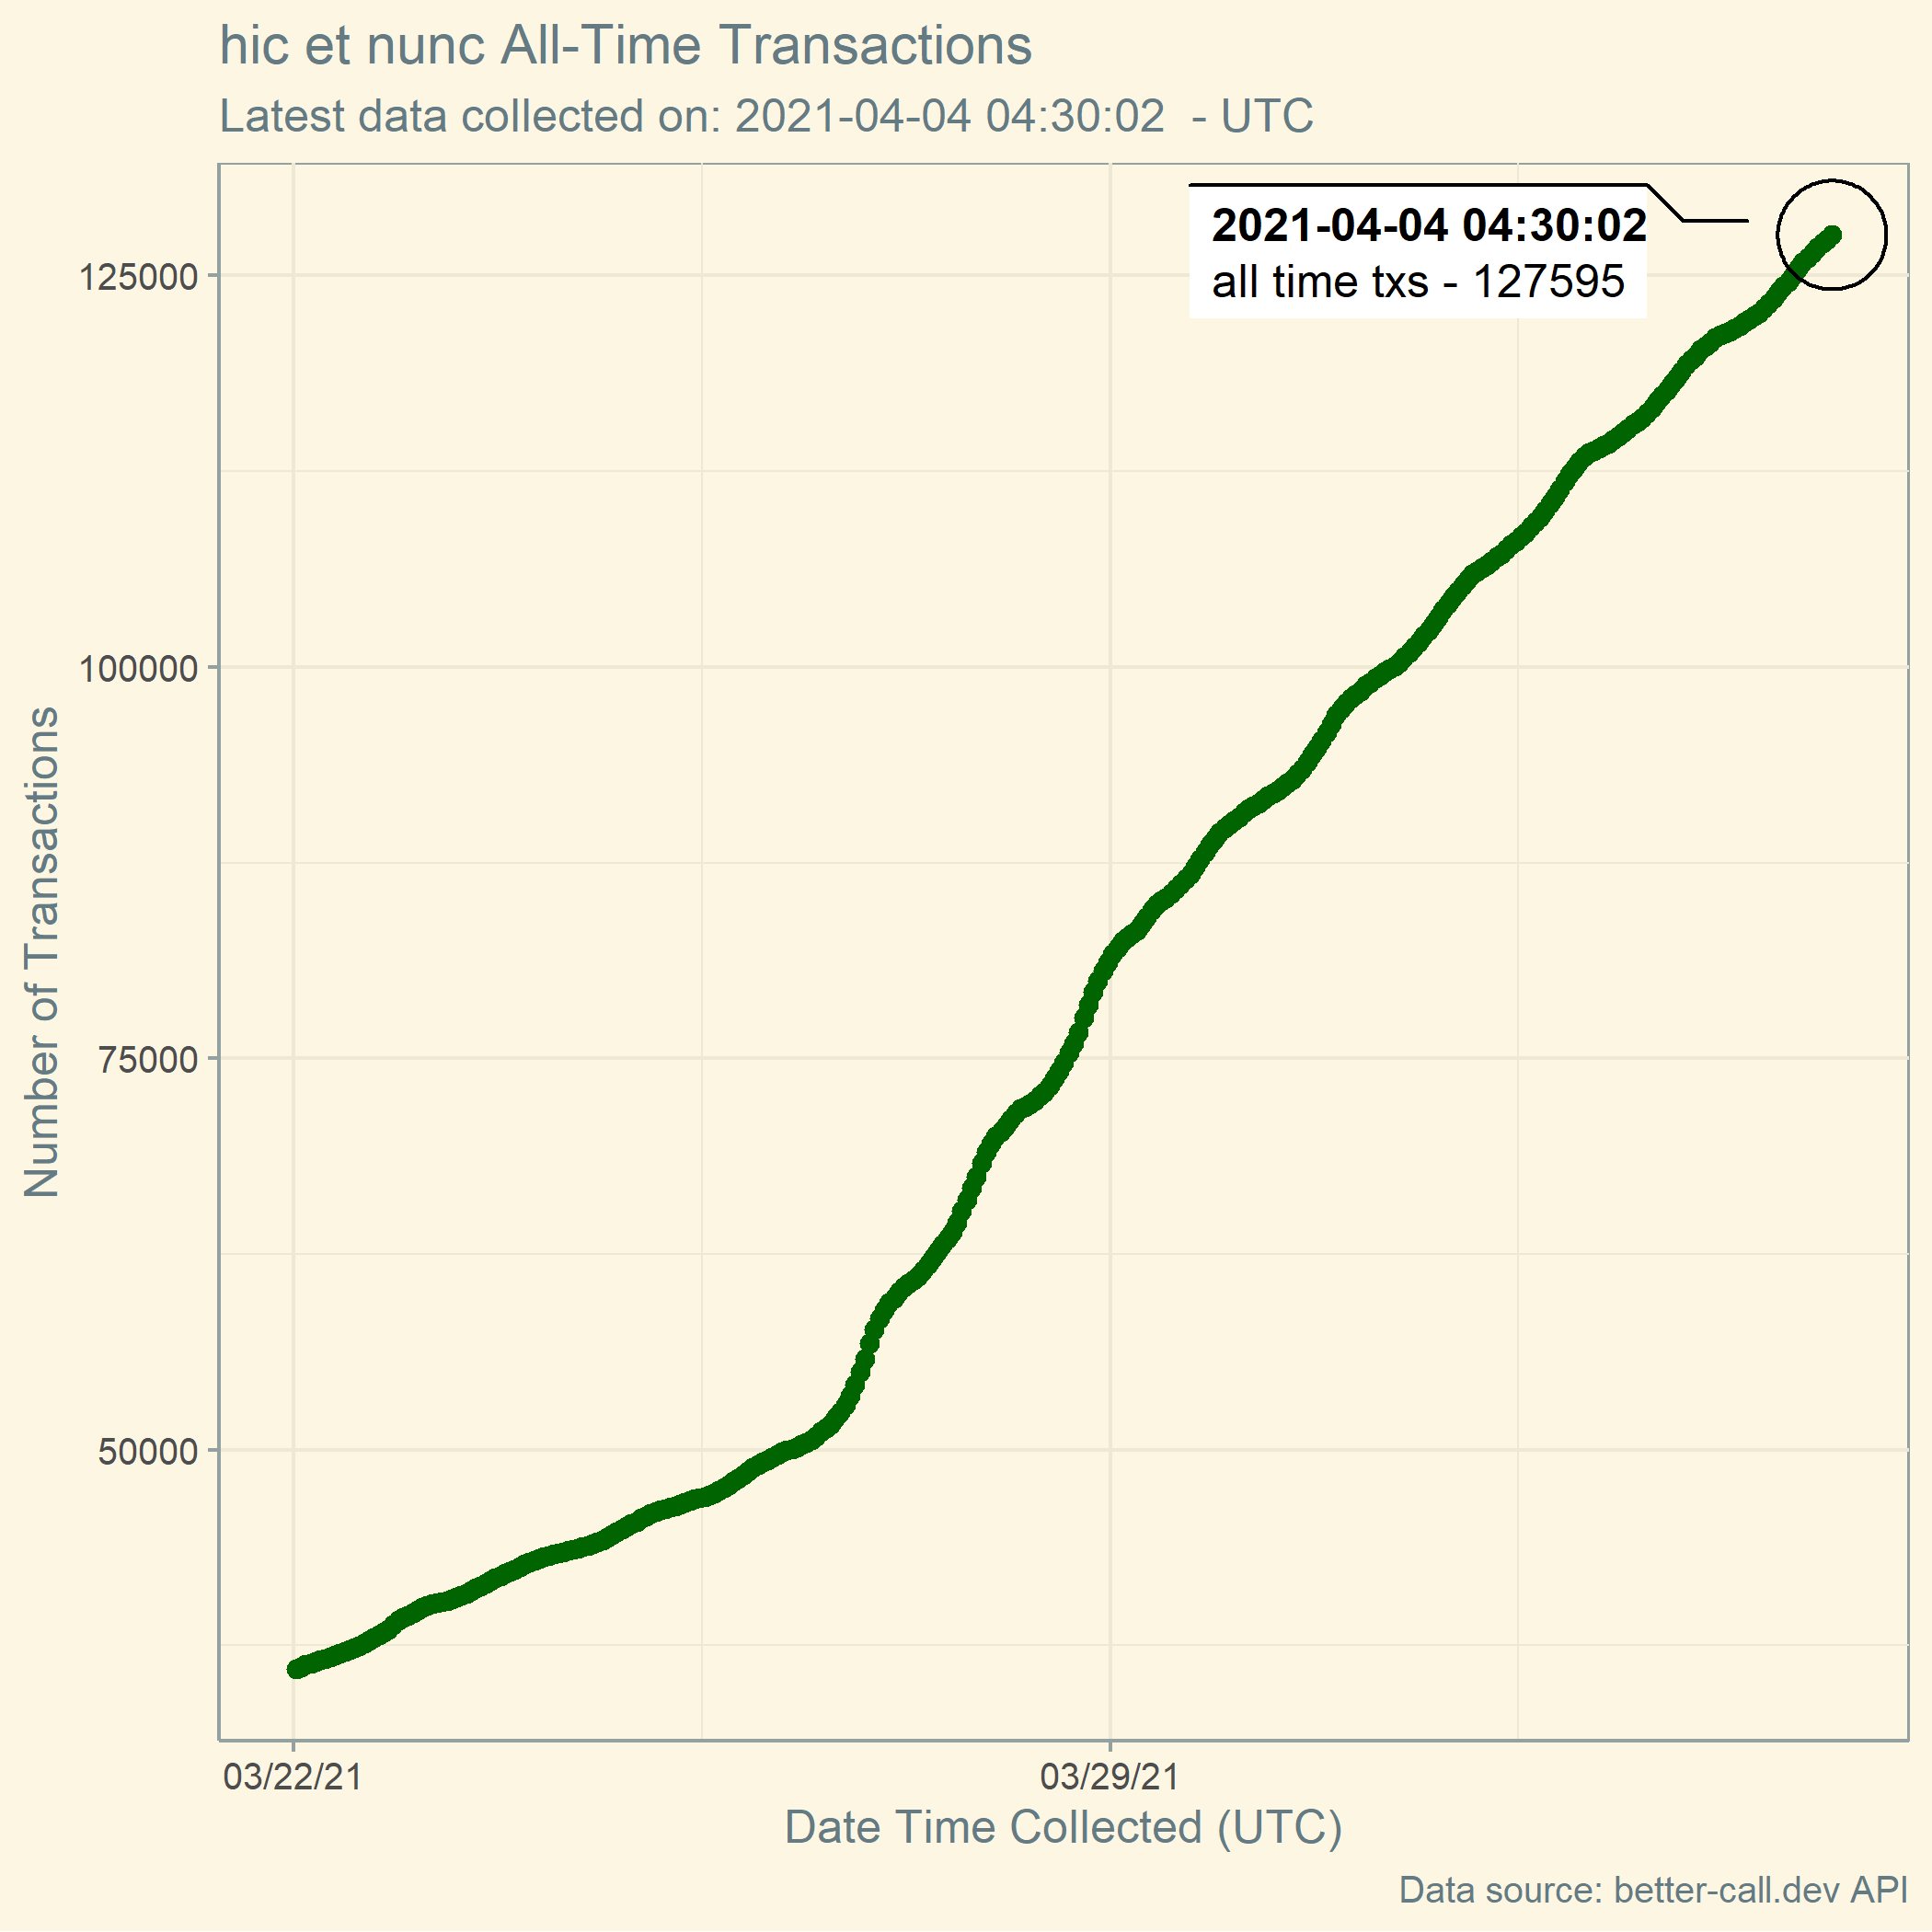 hic et nunc All-Time Transactions
Latest data collected on: 2021-04-04 04:30:02  - UTC
2021-04-04 04:30:02
all time txs - 127595
125000
100000
75000
50000
Number of Transactions
03/22/21
03/29/21
Date Time Collected (UTC)
Data source: better-call.dev API